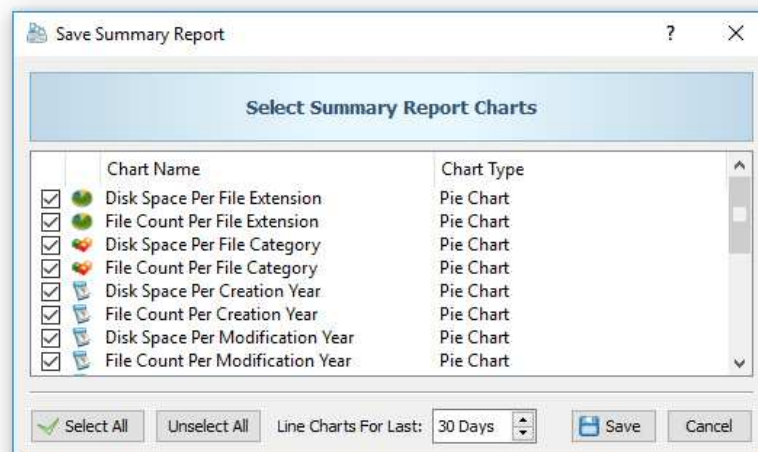 Save Summary Report ?
Select Summary Report Charts
Chart Name Chart Type
Disk Space Per File Extension Pie Chart
File Count Per File Extension Pie Chart
Disk Space Per File Category Pie Chart
File Count Per File Category Pie Chart
Disk Space Per Creation Year Pie Chart
File Count Per Creation Year Pie Chart
Disk Space Per Modification Year Pie Chart
File Count Per Modification Year Pie Chart
Select All Unselect All Line Charts For Last: 30 Days Save Cancel